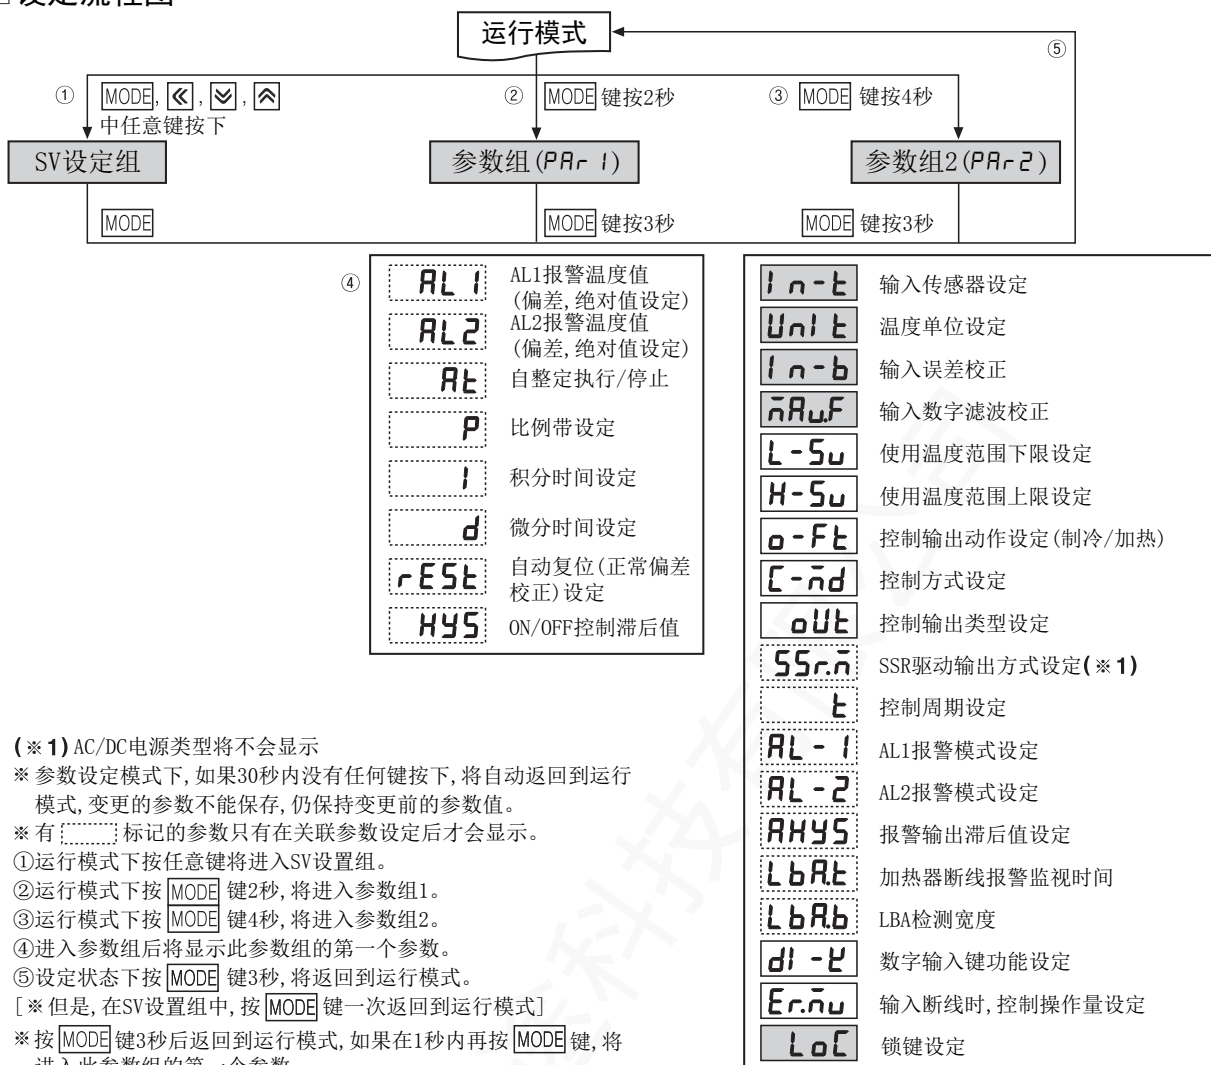 设定流程图
运行模式
⑤
① MODE, «, ︾, ︽
中任意键按下
② MODE 键按2秒
③ MODE 键按4秒
SV设定组
参数组(PAr 1)
参数组2(PAr2)
MODE
MODE 键按3秒
MODE 键按3秒
④
AL1 AL1报警温度值
(偏差,绝对值设定)
AL2 AL2报警温度值
(偏差,绝对值设定)
At 自整定执行/停止
P 比例带设定
I 积分时间设定
d 微分时间设定
rESt 自动复位(正常偏差
校正)设定
HYS ON/OFF控制滞后值
In-t 输入传感器设定
UnIt 温度单位设定
In-b 输入误差校正
mAu.F 输入数字滤波校正
L-Su 使用温度范围下限设定
H-Su 使用温度范围上限设定
o-Ft 控制输出动作设定(制冷/加热)
C-md 控制方式设定
oUt 控制输出类型设定
SSr.m SSR驱动输出方式设定(※1)
t 控制周期设定
AL-1 AL1报警模式设定
AL-2 AL2报警模式设定
AHYS 报警输出滞后值设定
LbA.t 加热器断线报警监视时间
LbA.b LBA检测宽度
dI-K 数字输入键功能设定
Er.mu 输入断线时,控制操作量设定
LoC 锁键设定
(※1)AC/DC电源类型将不会显示
※参数设定模式下,如果30秒内没有任何键按下,将自动返回到运行
模式,变更的参数不能保存,仍保持变更前的参数值。
※有 标记的参数只有在关联参数设定后才会显示。
①运行模式下按任意键将进入SV设置组。
②运行模式下按 MODE 键2秒,将进入参数组1。
③运行模式下按 MODE 键4秒,将进入参数组2。
④进入参数组后将显示此参数组的第一个参数。
⑤设定状态下按 MODE 键3秒,将返回到运行模式。
[※但是,在SV设置组中,按 MODE 键一次返回到运行模式]
※按 MODE 键3秒后返回到运行模式,如果在1秒内再按 MODE 键,将
进入此参数组的第一个参数